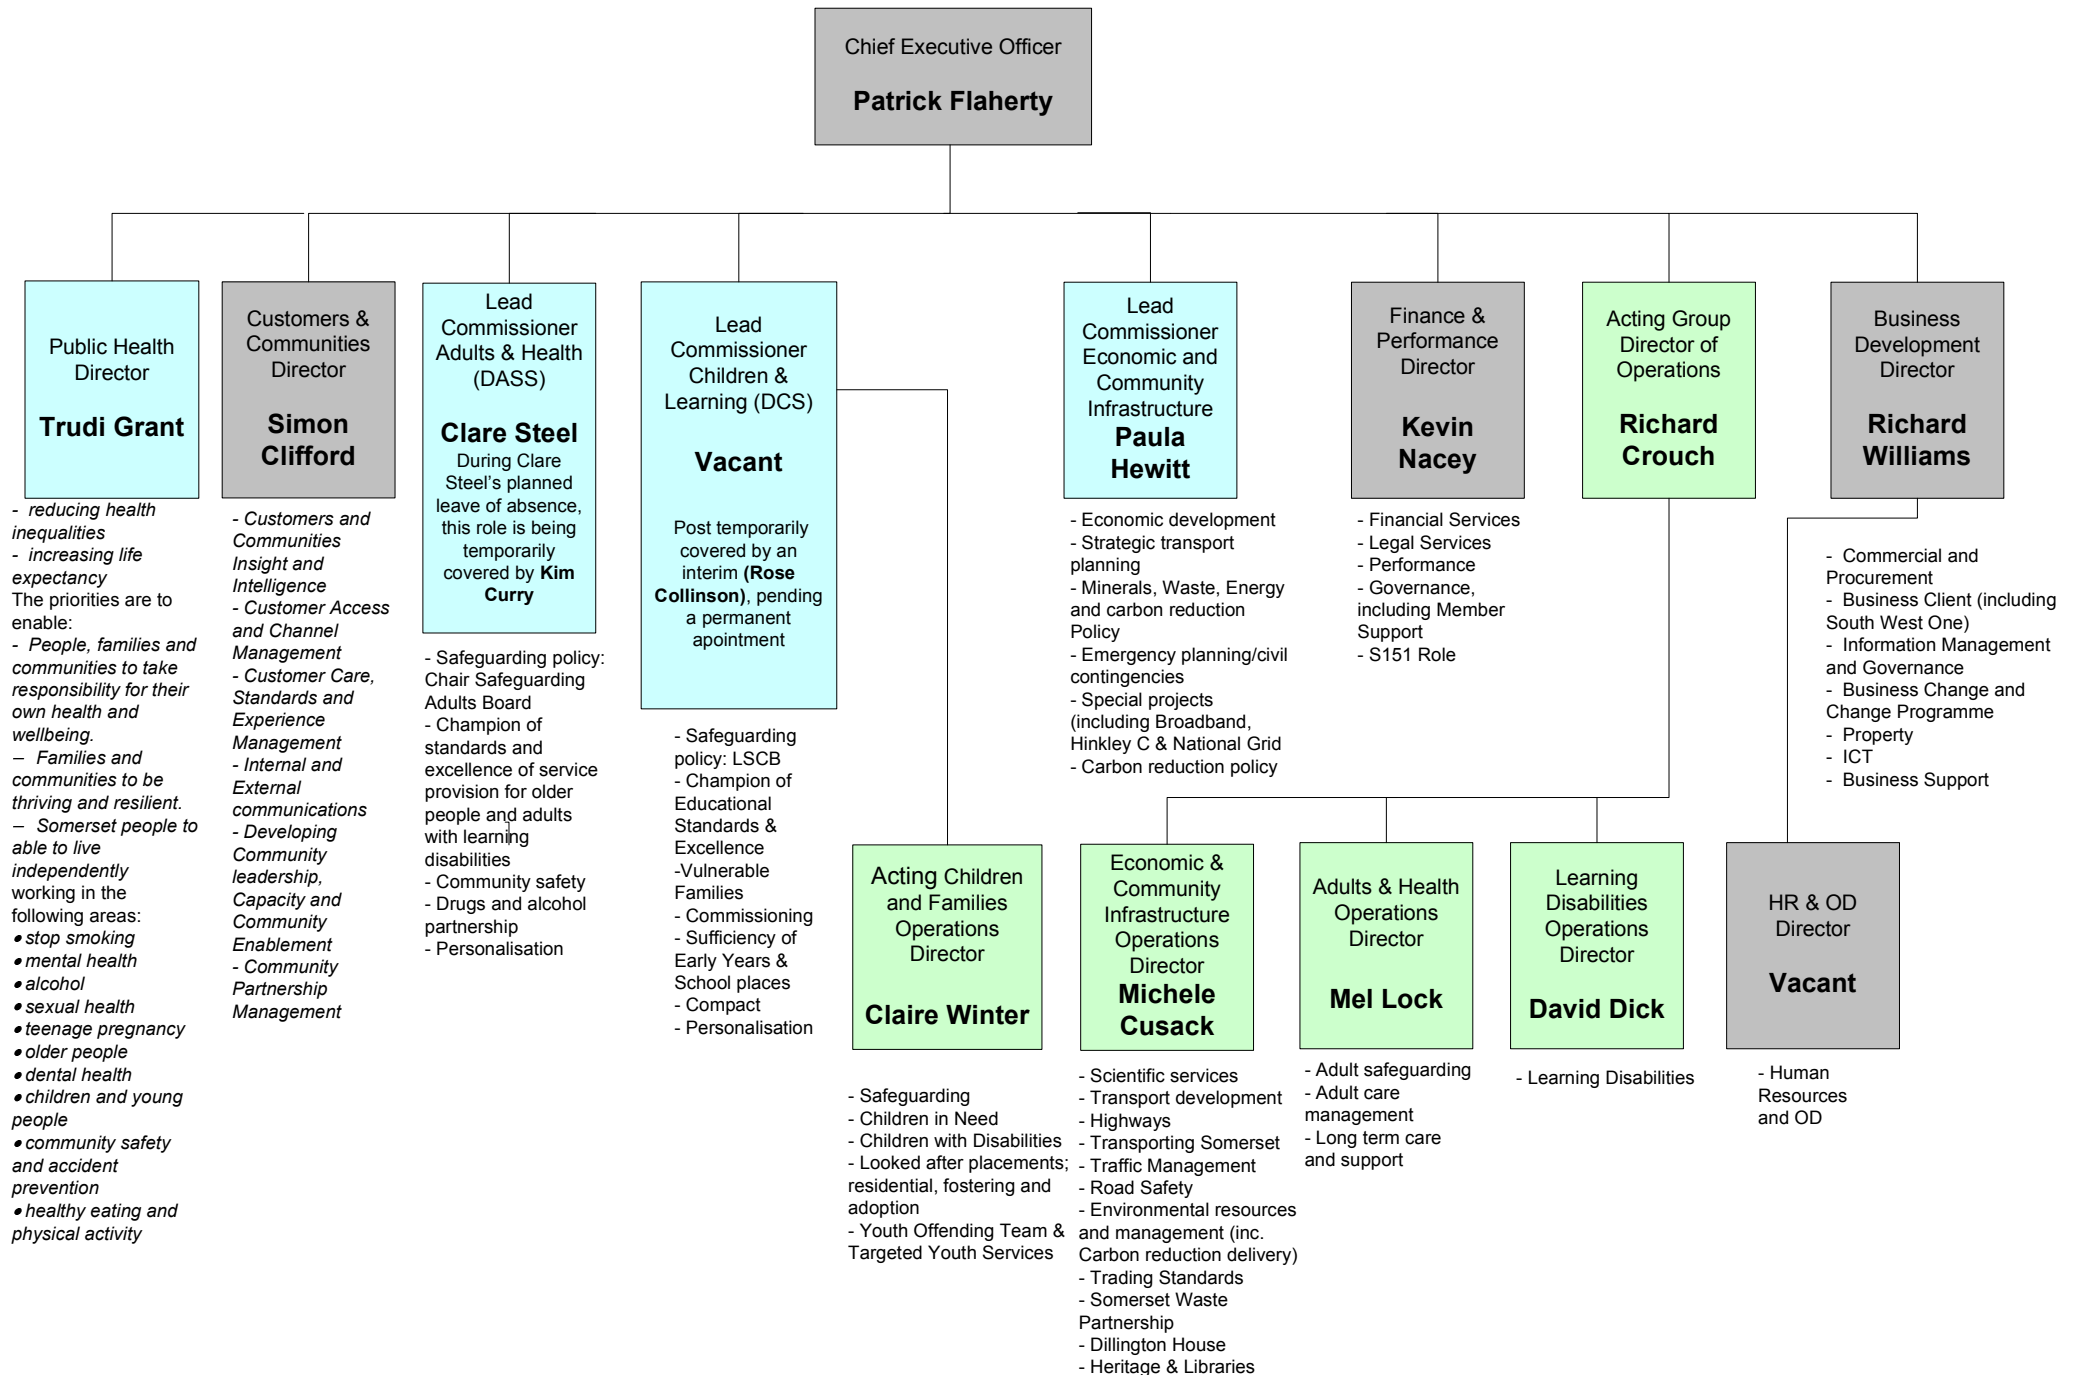 Chief Executive Officer
Patrick Flaherty
Public Health
Director
Trudi Grant
- reducing health
inequalities
- increasing life
expectancy
The priorities are to
enable:
- People, families and
communities to take
responsibility for their
own health and
wellbeing.
– Families and
communities to be
thriving and resilient.
– Somerset people to
able to live
independently
working in the
following areas:
• stop smoking
• mental health
• alcohol
• sexual health
• teenage pregnancy
• older people
• dental health
• children and young
people
• community safety
and accident
prevention
• healthy eating and
physical activity
Customers &
Communities
Director
Simon
Clifford
- Customers and
Communities
Insight and
Intelligence
- Customer Access
and Channel
Management
- Customer Care,
Standards and
Experience
Management
- Internal and
External
communications
- Developing
Community
leadership,
Capacity and
Community
Enablement
- Community
Partnership
Management
Lead
Commissioner
Adults & Health
(DASS)
Clare Steel
During Clare
Steel's planned
leave of absence,
this role is being
temporarily
covered by Kim
Curry
- Safeguarding policy:
Chair Safeguarding
Adults Board
- Champion of
standards and
excellence of service
provision for older
people and adults
with learning
disabilities
- Community safety
- Drugs and alcohol
partnership
- Personalisation
Lead
Commissioner
Children &
Learning (DCS)
Vacant
Post temporarily
covered by an
interim (Rose
Collinson), pending
a permanent
apointment
- Safeguarding
policy: LSCB
- Champion of
Educational
Standards &
Excellence
-Vulnerable
Families
- Commissioning
- Sufficiency of
Early Years &
School places
- Compact
- Personalisation
Lead
Commissioner
Economic and
Community
Infrastructure
Paula
Hewitt
- Economic development
- Strategic transport
planning
- Minerals, Waste, Energy
and carbon reduction
Policy
- Emergency planning/civil
contingencies
- Special projects
(including Broadband,
Hinkley C & National Grid
- Carbon reduction policy
Finance &
Performance
Director
Kevin
Nacey
- Financial Services
- Legal Services
- Performance
- Governance,
including Member
Support
- S151 Role
Acting Group
Director of
Operations
Richard
Crouch
Business
Development
Director
Richard
Williams
- Commercial and
Procurement
- Business Client (including
South West One)
- Information Management
and Governance
- Business Change and
Change Programme
- Property
- ICT
- Business Support
Acting Children
and Families
Operations
Director
Claire Winter
- Safeguarding
- Children in Need
- Children with Disabilities
- Looked after placements;
residential, fostering and
adoption
- Youth Offending Team &
Targeted Youth Services
Economic &
Community
Infrastructure
Operations
Director
Michele
Cusack
- Scientific services
- Transport development
- Highways
- Transporting Somerset
- Traffic Management
- Road Safety
- Environmental resources
and management (inc.
Carbon reduction delivery)
- Trading Standards
- Somerset Waste
Partnership
- Dillington House
- Heritage & Libraries
Adults & Health
Operations
Director
Mel Lock
- Adult safeguarding
- Adult care
management
- Long term care
and support
Learning
Disabilities
Operations
Director
David Dick
- Learning Disabilities
HR & OD
Director
Vacant
- Human
Resources
and OD